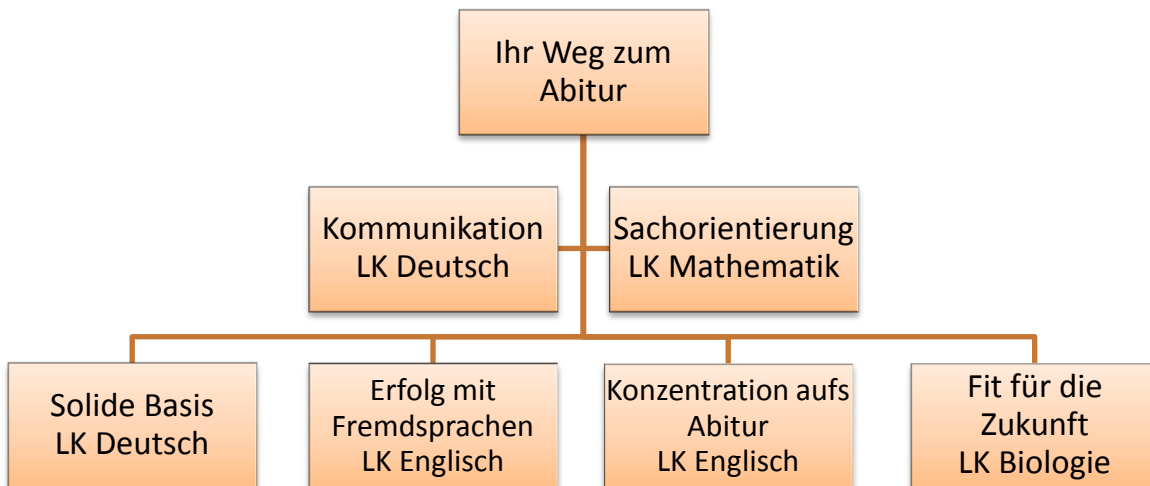 Ihr Weg zum
Abitur
Kommunikation
LK Deutsch
Sachorientierung
LK Mathematik
Solide Basis
LK Deutsch
Erfolg mit
Fremdsprachen
LK Englisch
Konzentration aufs
Abitur
LK Englisch
Fit für die
Zukunft
LK Biologie